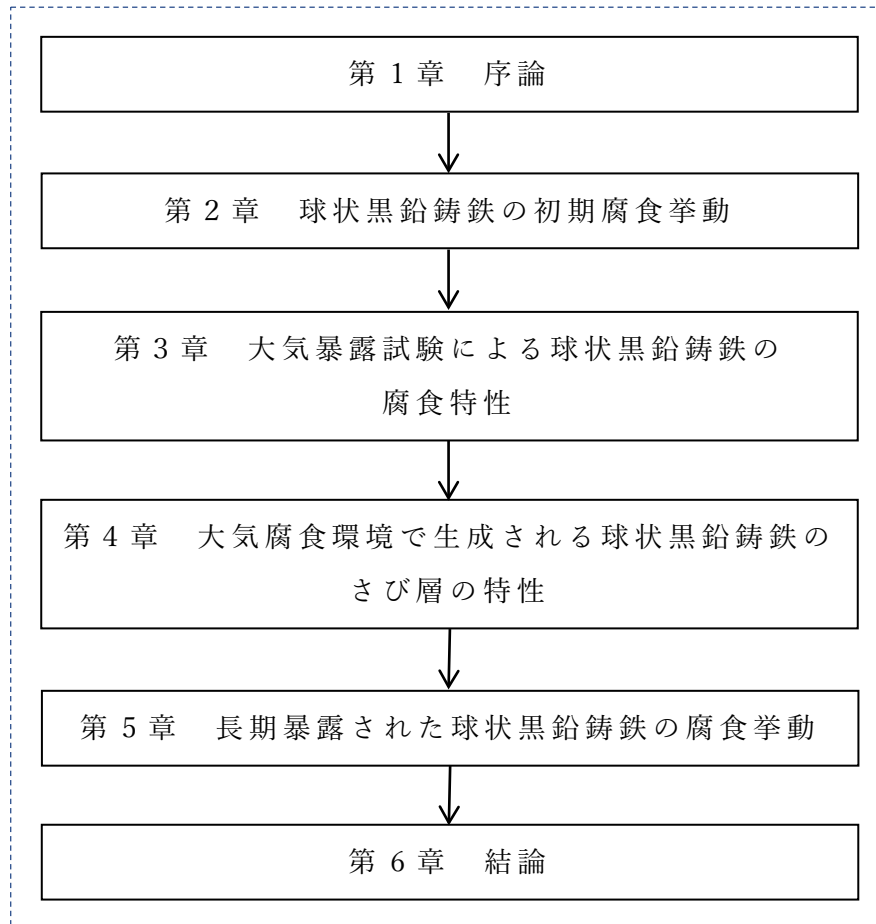 第1章　序論
第2章　球状黒鉛鋳鉄の初期腐食挙動
第3章　大気暴露試験による球状黒鉛鋳鉄の
腐食特性
第4章　大気腐食環境で生成される球状黒鉛鋳鉄の
さび層の特性
第5章　長期暴露された球状黒鉛鋳鉄の腐食挙動
第6章　結論